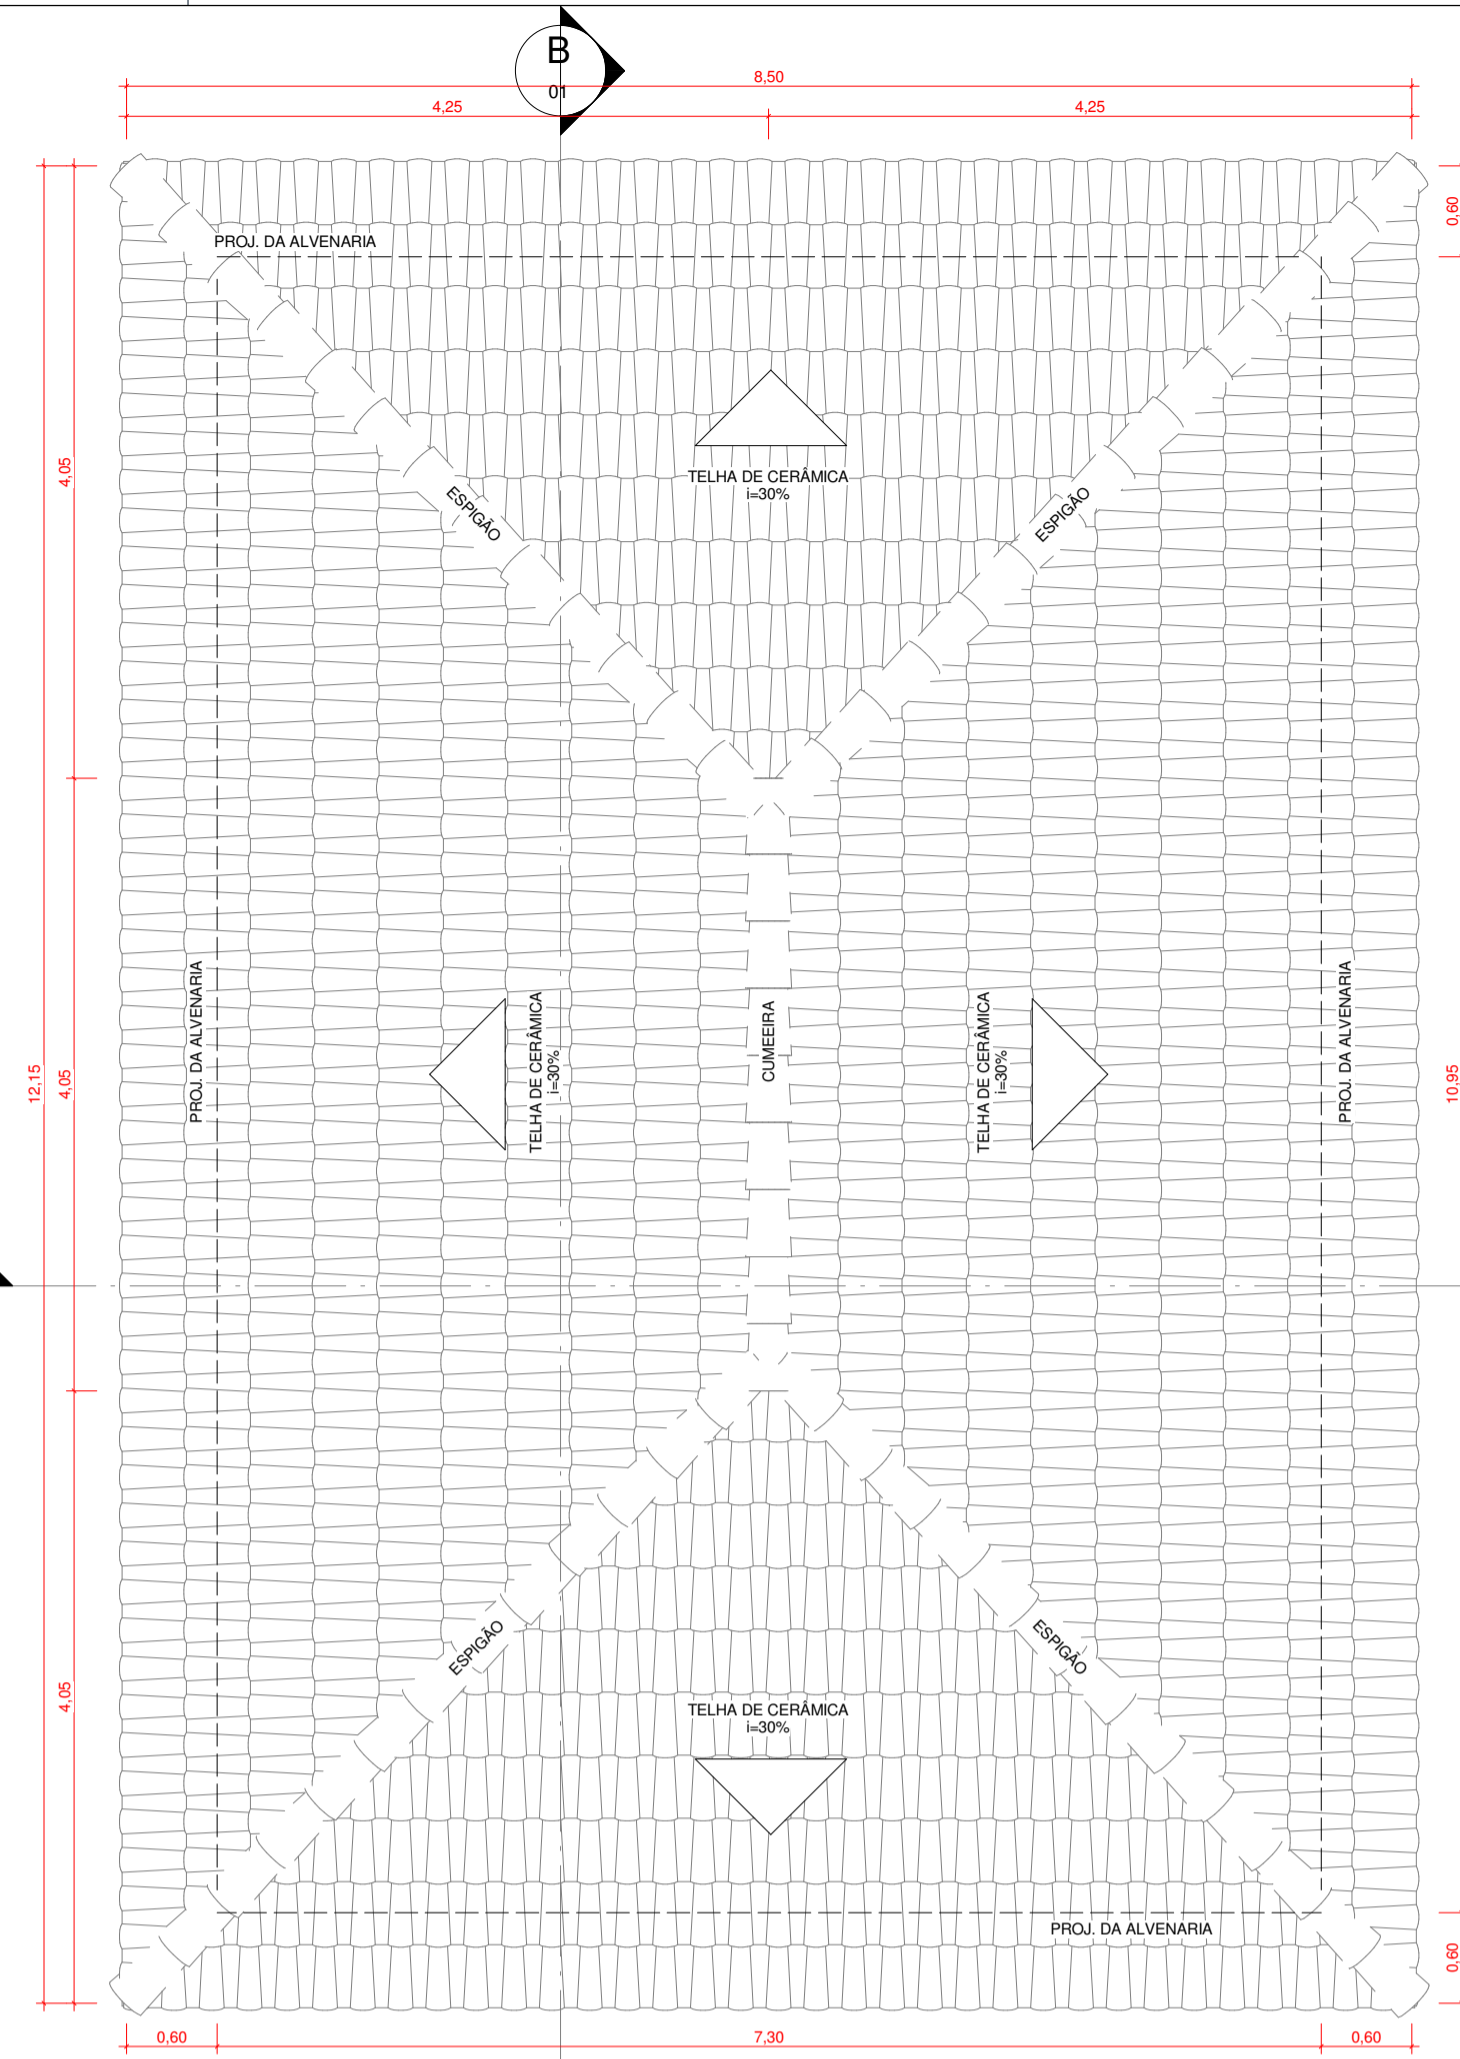 B
01
8,50
4,25
4,25
0,60
PROJ. DA ALVENARIA
4,05
TELHA DE CERÂMICA
i=30%
ESPIGÃO
ESPIGÃO
12,15
4,05
PROJ. DA ALVENARIA
TELHA DE CERÂMICA
i=30%
CUMEEIRA
TELHA DE CERÂMICA
i=30%
PROJ. DA ALVENARIA
10,95
ESPIGÃO
ESPIGÃO
4,05
TELHA DE CERÂMICA
i=30%
PROJ. DA ALVENARIA
0,60
0,60
7,30
0,60